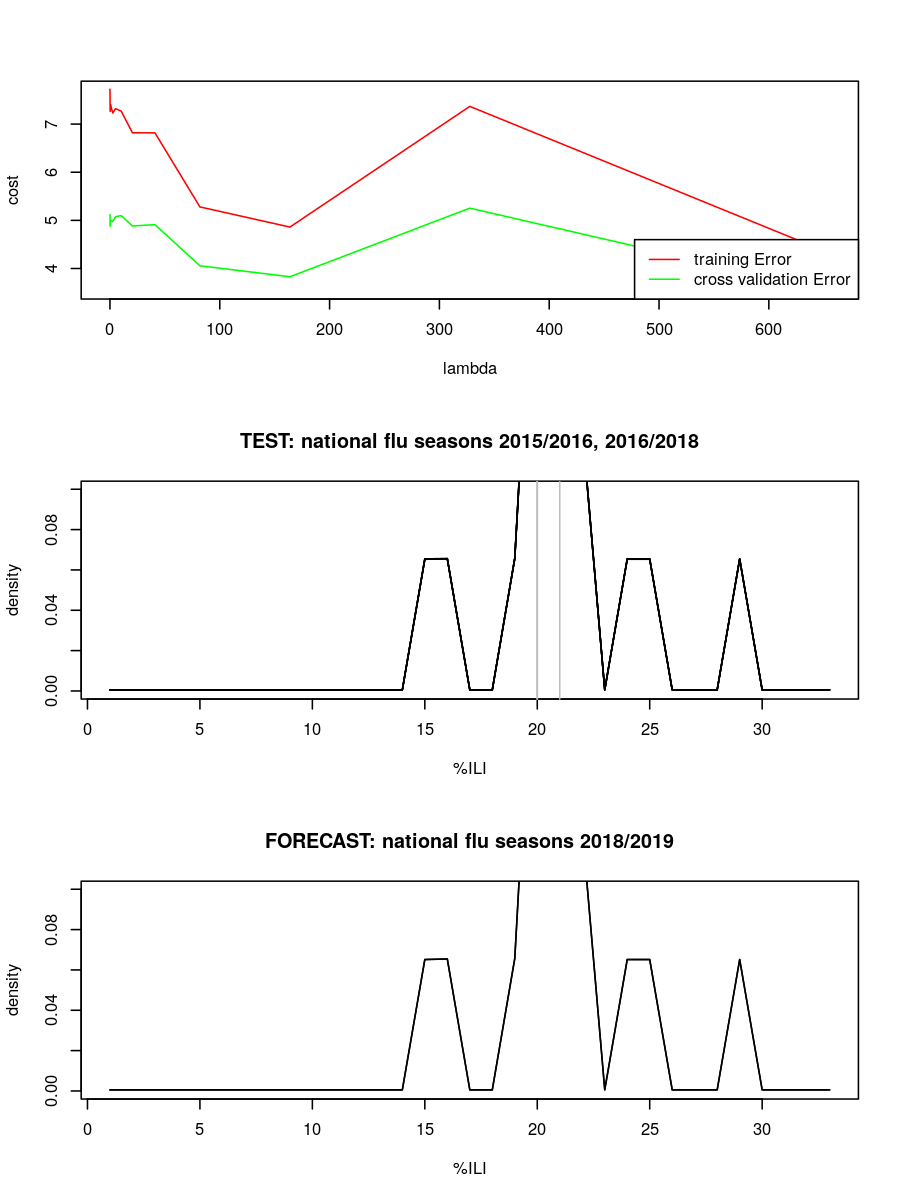 7
6
5
4
cost
training Error
cross validation Error
0 100 200 300 400 500 600
lambda
TEST: national flu seasons 2015/2016, 2016/2018
0.08
0.04
0.00
density
0 5 10 15 20 25 30
%ILI
FORECAST: national flu seasons 2018/2019
0.08
0.04
0.00
density
0 5 10 15 20 25 30
%ILI